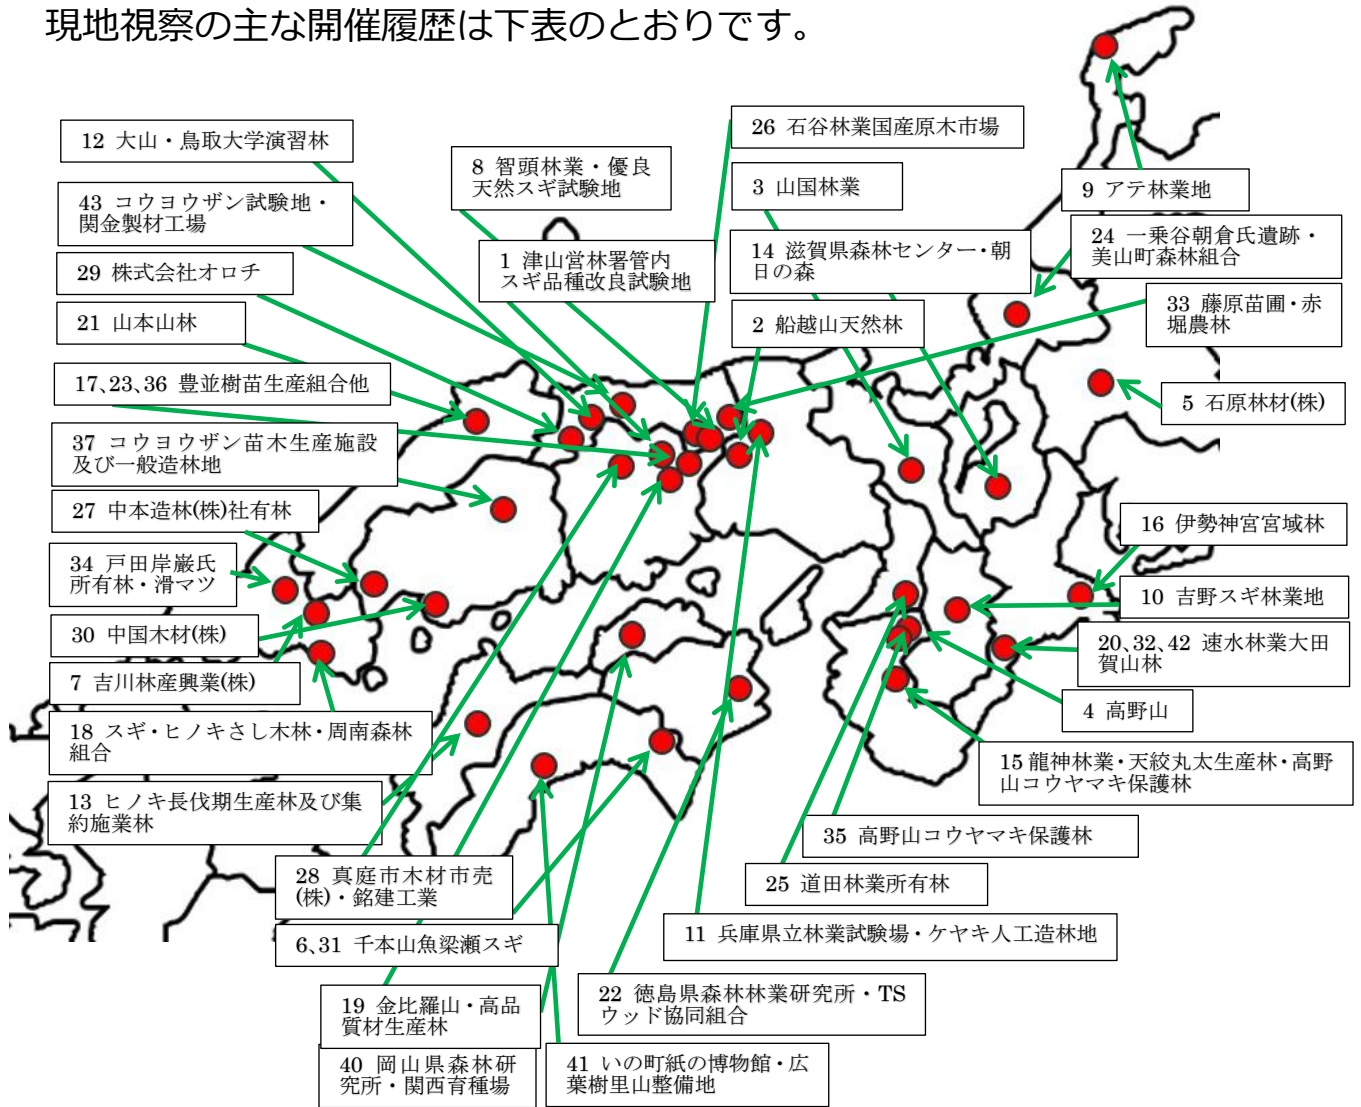 現地視察の主な開催履歴は下表のとおりです。
12 大山・鳥取大学演習林
43 コウヨウザン試験地・
関金製材工場
29 株式会社オロチ
21 山本山林
17、23、36 豊並樹苗生産組合他
37 コウヨウザン苗木生産施設
及び一般造林地
27 中本造林(株)社有林
34 戸田岸巌氏
所有林・滑マツ
30 中国木材(株)
7 吉川林産興業(株)
18 スギ・ヒノキさし木林・周南森林
組合
13 ヒノキ長伐期生産林及び集
約施業林
8 智頭林業・優良
天然スギ試験地
1 津山営林署管内
スギ品種改良試験地
26 石谷林業国産原木市場
3 山国林業
14 滋賀県森林センター・朝
日の森
2 船越山天然林
9 アテ林業地
24 一乗谷朝倉氏遺跡・
美山町森林組合
33 藤原苗圃・赤
堀農林
5 石原林材(株)
16 伊勢神宮宮域林
10 吉野スギ林業地
20,32,42 速水林業大田
賀山林
4 高野山
15 龍神林業・天絞丸太生産林・高野
山コウヤマキ保護林
35 高野山コウヤマキ保護林
25 道田林業所有林
11 兵庫県立林業試験場・ケヤキ人工造林地
28 真庭市木材市売
(株)・銘建工業
6、31 千本山魚梁瀬スギ
22 徳島県森林林業研究所・TS
ウッド協同組合
19 金比羅山・高品
質材生産林
40 岡山県森林研
究所・関西育種場
41 いの町紙の博物館・広
葉樹里山整備地